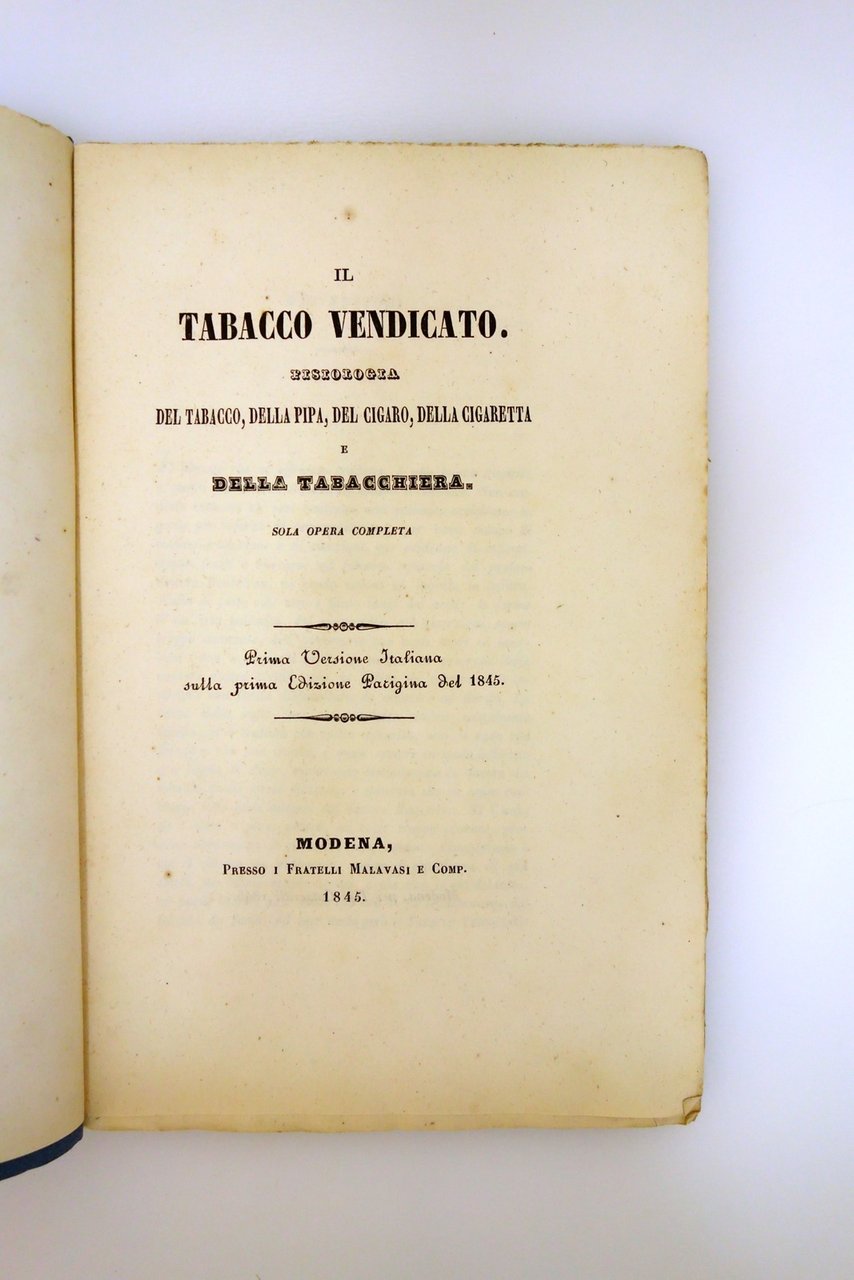 IL
TABACCO VENDICATO.
FISIOLOGIA
DEL TABACCO, DELLA PIPA, DEL CIGARO, DELLA CIGARETTA
E
DELLA TABACCHIERA.
SOLA OPERA COMPLETA
Prima Versione Italiana
sulla prima Edizione Parigina del 1845.
MODENA,
PRESSO I FRATELLI MALAVASI E COMP.
1845.